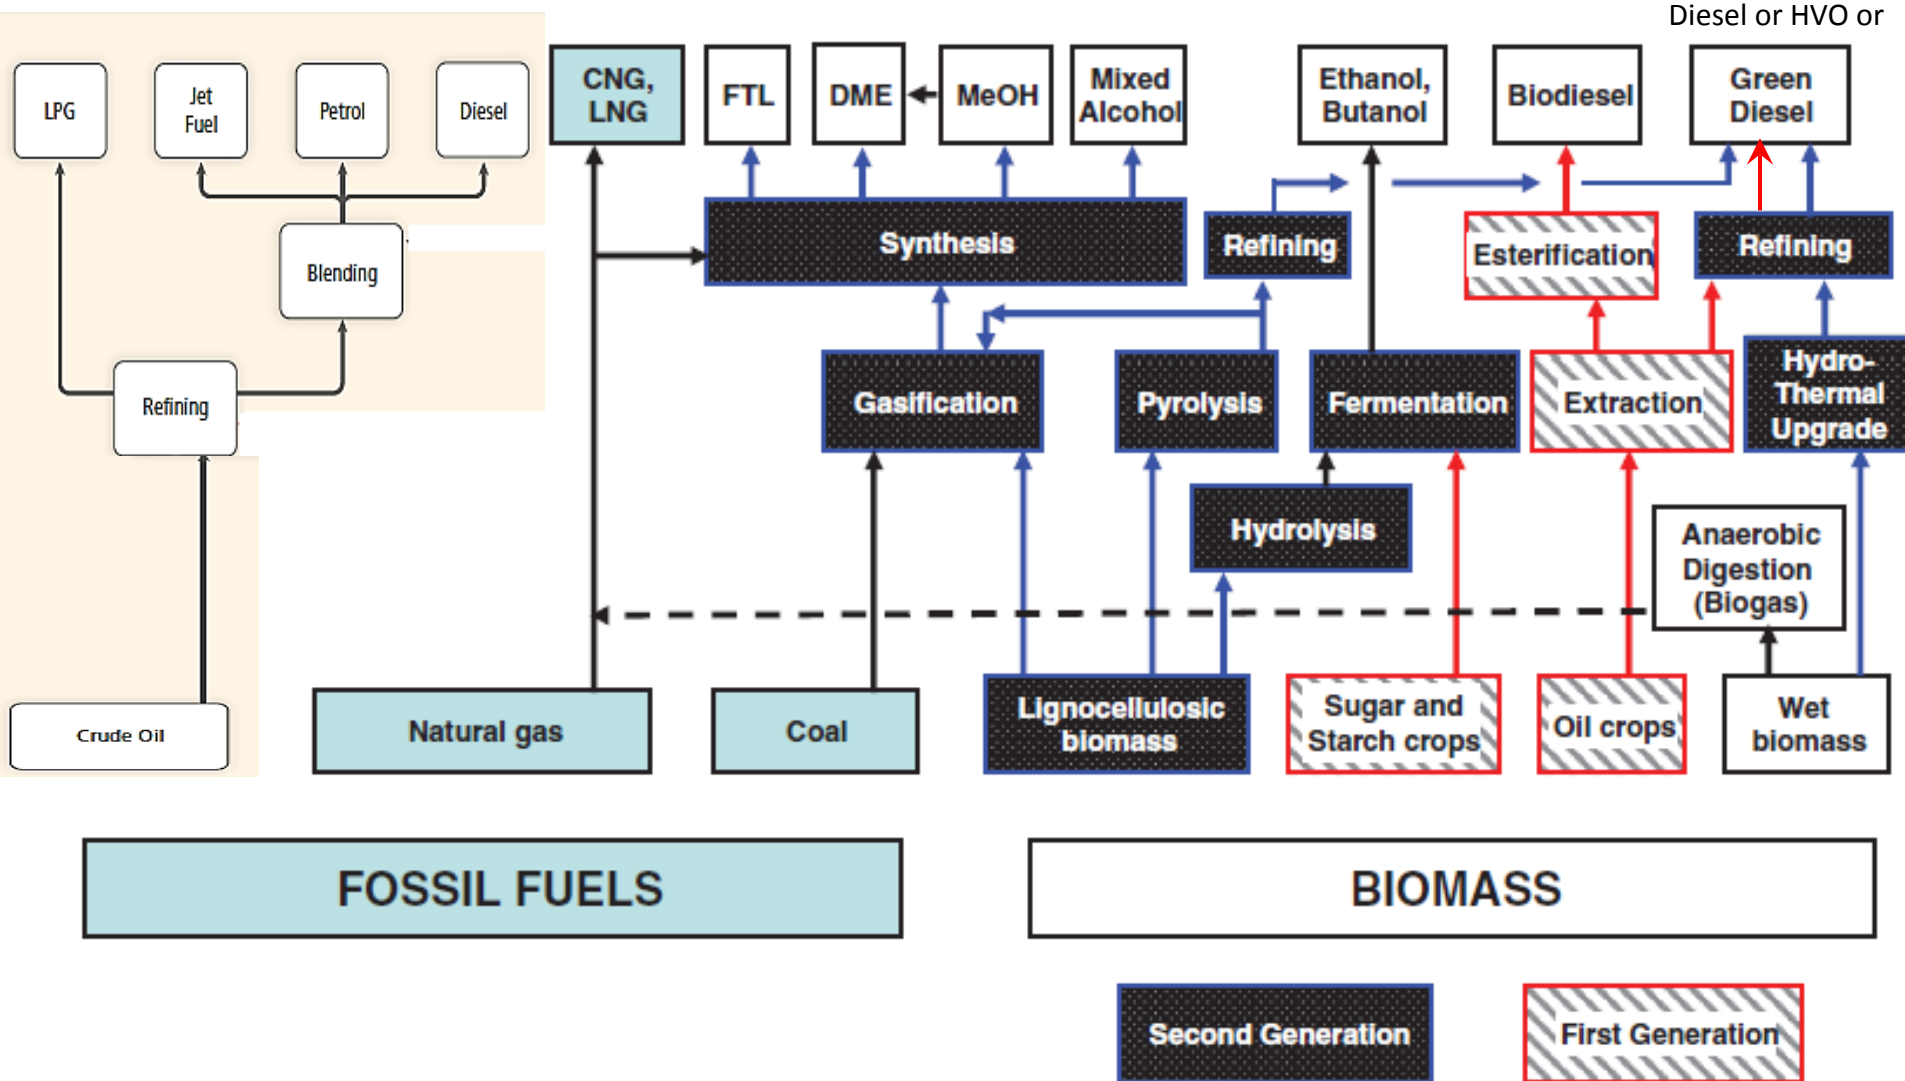 Diesel or HVO or
LPG
Jet
Fuel
Petrol
Diesel
CNG,
LNG
FTL
DME
MeOH
Mixed
Alcohol
Ethanol,
Butanol
Biodiesel
Green
Diesel
Blending
Synthesis
Refining
Esterification
Refining
Refining
Gasification
Pyrolysis
Fermentation
Extraction
Hydro-
Thermal
Upgrade
Hydrolysis
Anaerobic
Digestion
(Biogas)
Crude Oil
Natural gas
Coal
Lignocellulosic
biomass
Sugar and
Starch crops
Oil crops
Wet
biomass
FOSSIL FUELS
BIOMASS
Second Generation
First Generation